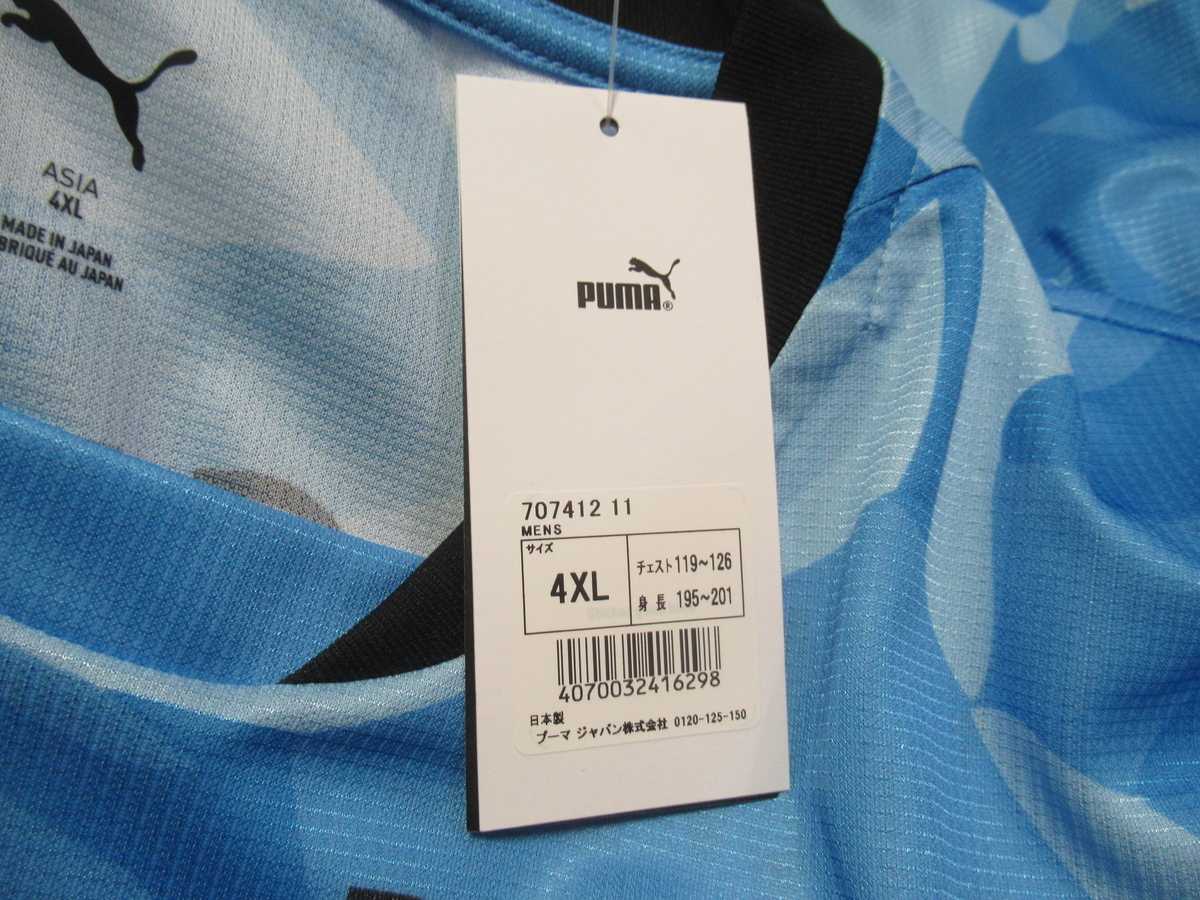 ASIA
4XL
MADE IN JAPAN
BRIQUÉ AU JAPAN
PUMA®
707412 11
MENS
サイズ
4XL
チェスト119~126
身長 195~201
4070032416298
日本製
プーマ ジャパン株式会社 0120-125-150